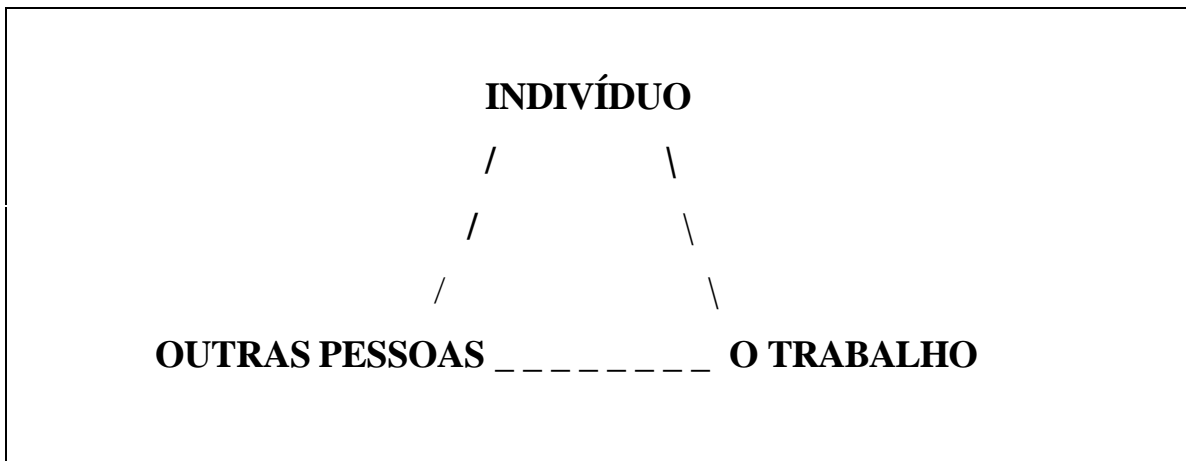 INDIVÍDUO
/ \
/ \
/ \
OUTRAS PESSOAS _ _ _ _ _ _ _ _ O TRABALHO